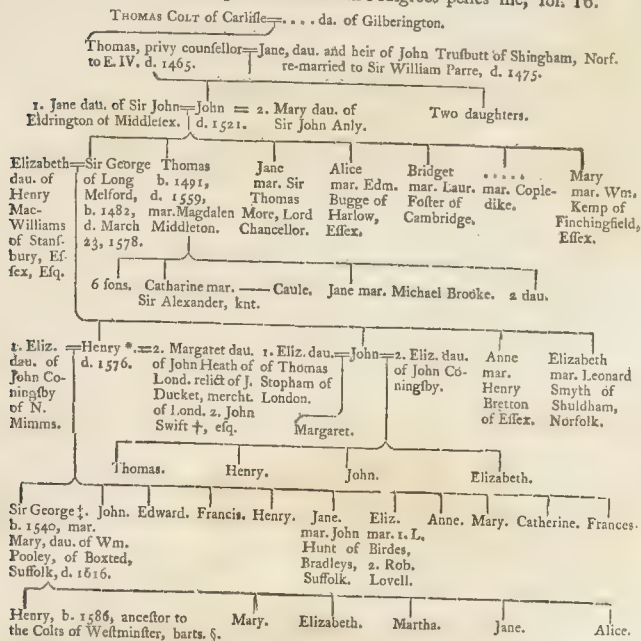 THOMAS COLT of Carliſle=.... da. of Gilberington.
Thomas, privy counſellor=Jane, dau. and heir of John Truſbutt of Shingham, Norf.
to E. IV. d. 1465. re-married to Sir William Parre, d. 1475.
1. Jane dau. of Sir John=John = 2. Mary dau. of
Eldrington of Middleſex. d. 1521. Sir John Anly.
Two daughters.
Elizabeth=Sir George
dau. of of Long
Henry Melford,
Mac- b. 1482,
Williams d. March
of Stanſ- 23, 1578.
bury, Eſ-
ſex, Eſq.
Thomas
b. 1491,
d. 1559,
mar. Magdalen
Middleton.
Jane
mar. Sir
Thomas
More, Lord
Chancellor.
Alice
mar. Edm.
Bugge of
Harlow,
Eſſex.
Bridget
mar. Laur.
Foſter of
Cambridge.
.....
mar. Cople-
dike.
Mary
mar. Wm.
Kemp of
Finchingfield,
Eſſex.
6 ſons. Catharine mar. — Caule. Jane mar. Michael Brooke. 2 dau.
Sir Alexander, knt.
1. Eliz. =Henry *.=2. Margaret dau.
dau. of d. 1576. of John Heath of
John Co- Lond. relict of J.
ningſby Ducket, mercht.
of N. of Lond. 2. John
Mimms. Swift †, eſq.
1. Eliz. dau.=John=2. Eliz. dau.
of Thomas of John Co-
Stopham of ningſby.
London.
Margaret.
Anne
mar.
Henry
Bretton
of Eſſex.
Elizabeth
mar. Leonard
Smyth of
Shuldham,
Norfolk.
Thomas. Henry. John. Elizabeth.
Sir George ‡.
b. 1540, mar.
Mary, dau. of Wm.
Pooley, of Boxted,
Suffolk, d. 1616.
John. Edward. Francis. Henry.
Jane.
mar. John
Hunt of
Bradleys,
Suffolk.
Eliz.
mar. 1. L.
Birdes,
2. Rob.
Lovell.
Anne. Mary. Catherine. Frances.
Henry, b. 1586, anceſtor to
the Colts of Weſtminſter, barts. §.
Mary. Elizabeth. Martha. Jane. Alice.